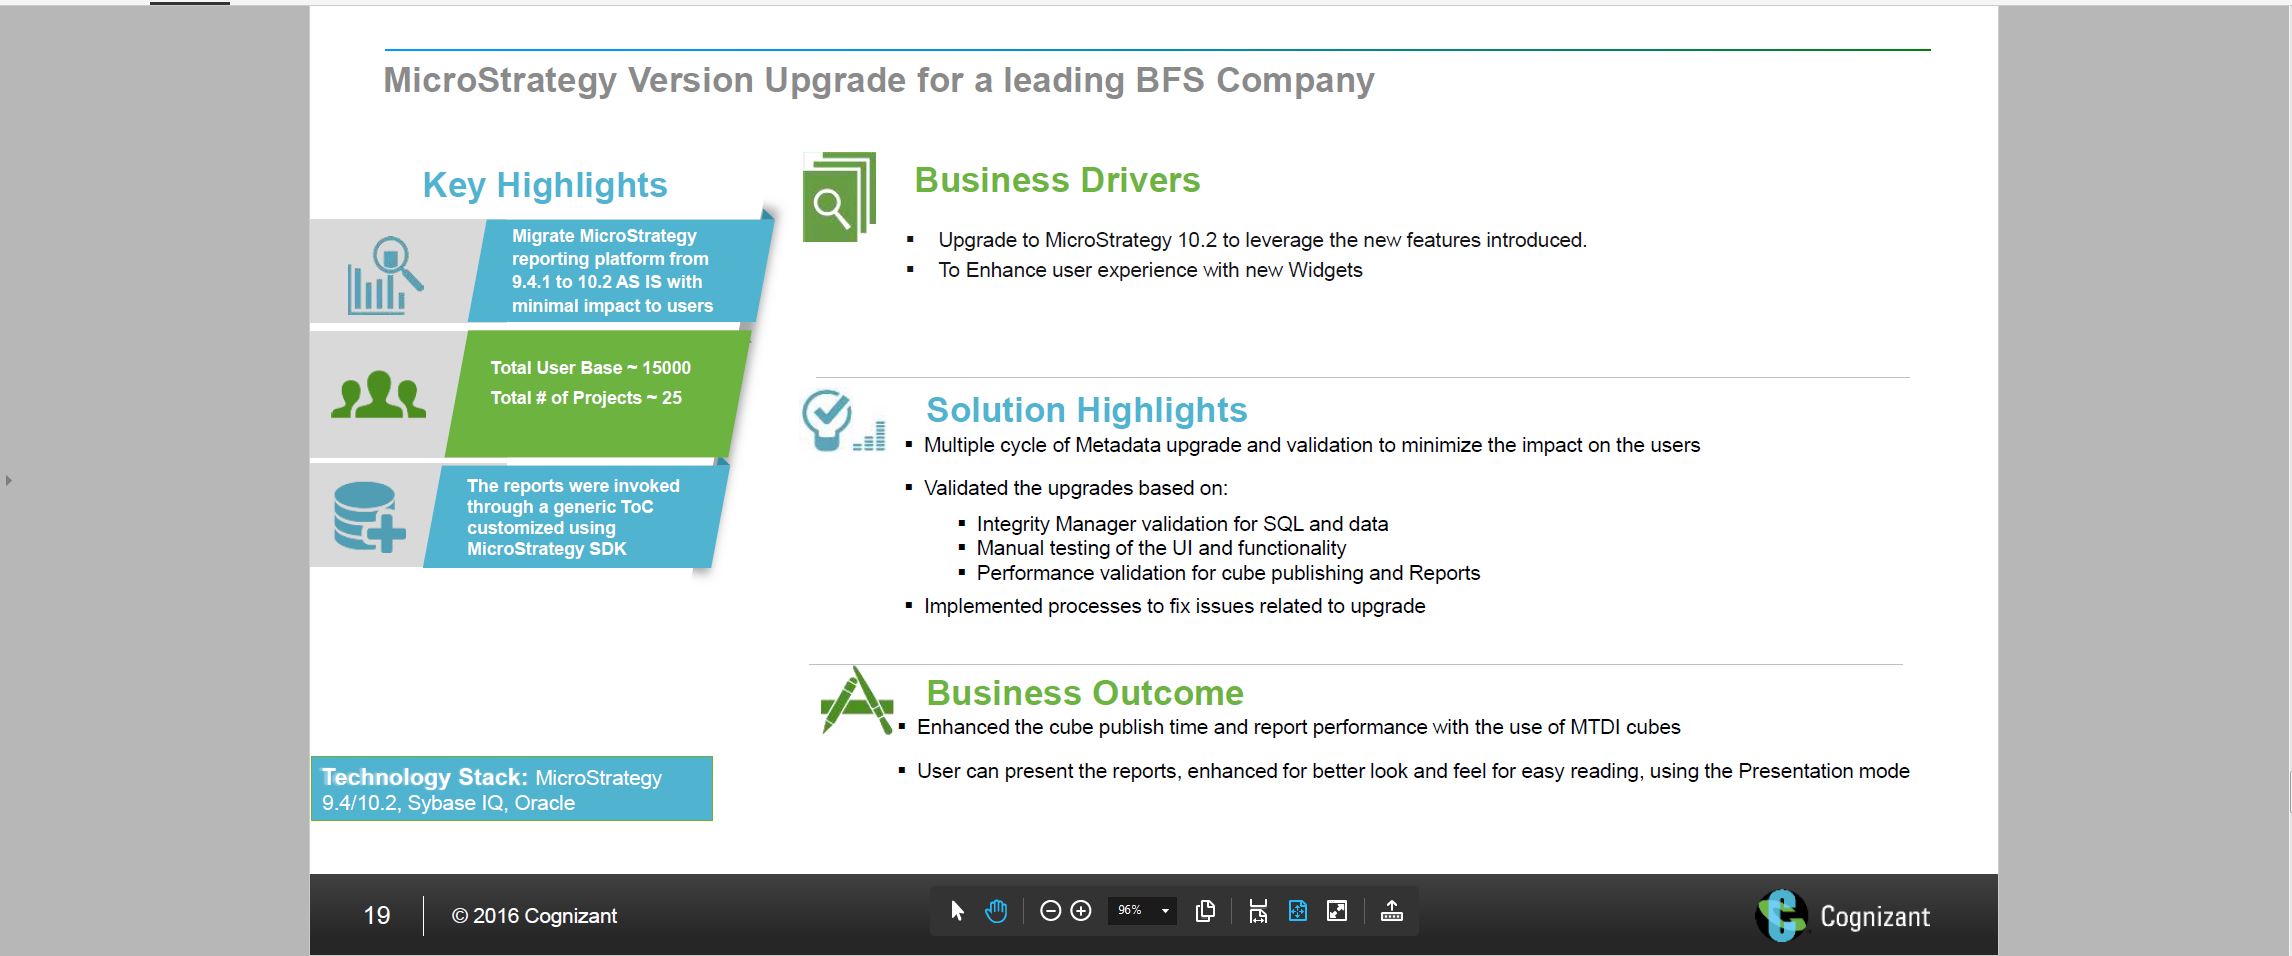 MicroStrategy Version Upgrade for a leading BFS Company
Key Highlights
Migrate MicroStrategy
reporting platform from
9.4.1 to 10.2 AS IS with
minimal impact to users
Total User Base ~ 15000
Total # of Projects ~ 25
The reports were invoked
through a generic ToC
customized using
MicroStrategy SDK
Technology Stack: MicroStrategy
9.4/10.2, Sybase IQ, Oracle
Business Drivers
▪ Upgrade to MicroStrategy 10.2 to leverage the new features introduced.
▪ To Enhance user experience with new Widgets
Solution Highlights
▪ Multiple cycle of Metadata upgrade and validation to minimize the impact on the users
▪ Validated the upgrades based on:
▪ Integrity Manager validation for SQL and data
▪ Manual testing of the UI and functionality
▪ Performance validation for cube publishing and Reports
▪ Implemented processes to fix issues related to upgrade
Business Outcome
▪ Enhanced the cube publish time and report performance with the use of MTDI cubes
▪ User can present the reports, enhanced for better look and feel for easy reading, using the Presentation mode
19
© 2016 Cognizant
96%
Cognizant